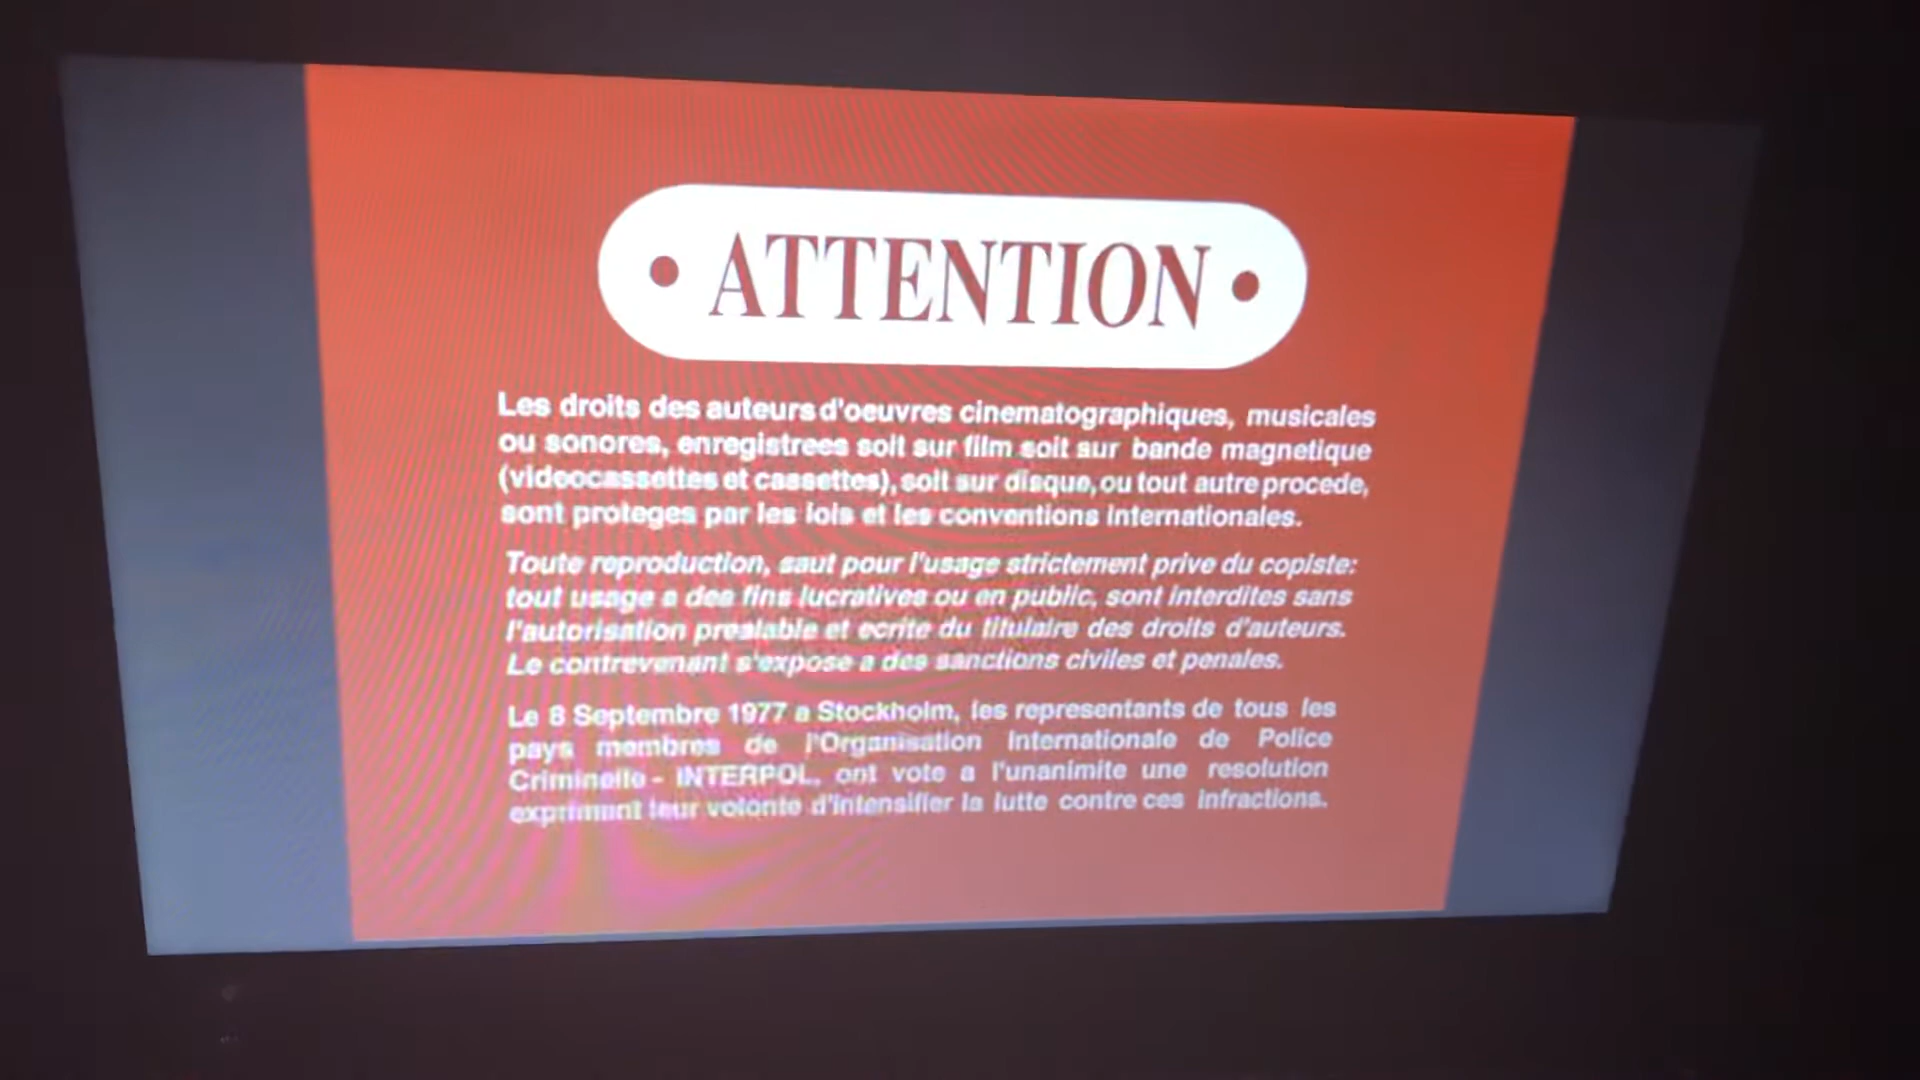 • ATTENTION •
Les droits des auteurs d'oeuvres cinematographiques, musicales
ou sonores, enregistrees soit sur film soit sur bande magnetique
(videocassettes et cassettes), soit sur disque, ou tout autre procede,
sont proteges par les lois et les conventions internationales.
Toute reproduction, sauf pour l'usage strictement prive du copiste:
tout usage a des fins lucratives ou en public, sont interdites sans
l'autorisation prealable et ecrite du titulaire des droits d'auteurs.
Le contrevenant s'expose a des sanctions civiles et penales.
Le 8 Septembre 1977 a Stockholm, les representants de tous les
pays membres de l'Organisation Internationale de Police
Criminelle - INTERPOL, ont vote a l'unanimite une resolution
exprimant leur volonte d'intensifier la lutte contre ces infractions.